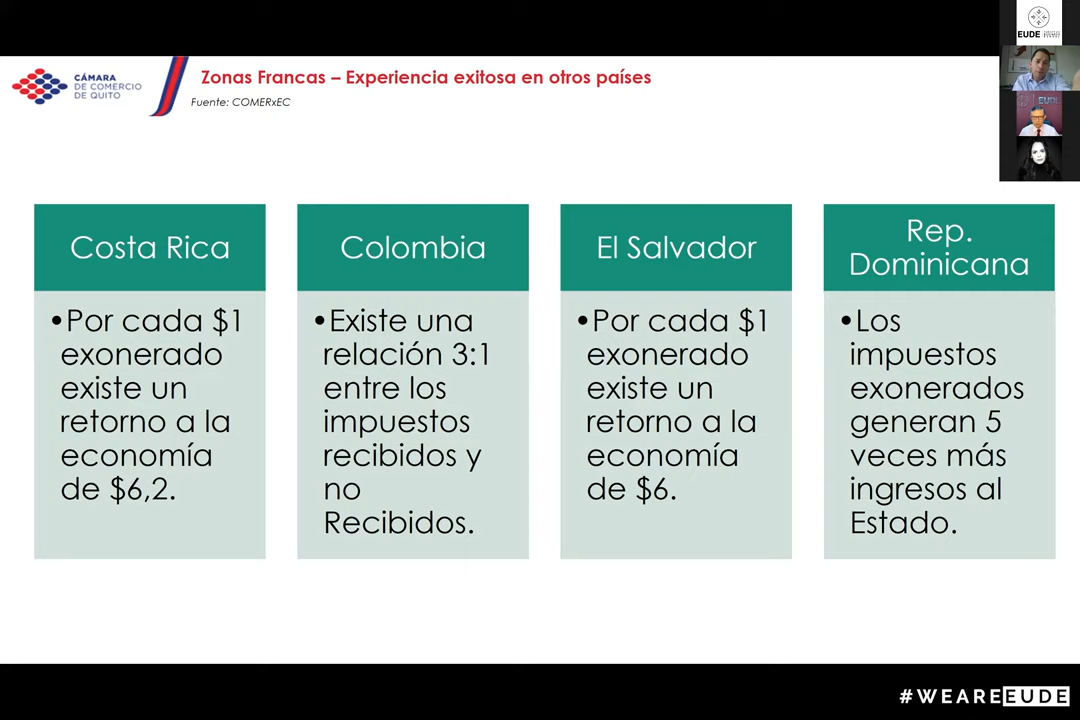 CÁMARA
DE COMERCIO
DE QUITO
Zonas Francas – Experiencia exitosa en otros países
Fuente: COMERxEC
EUDE
EUDE
Costa Rica
•Por cada $1
exonerado
existe un
retorno a la
economía
de $6,2.
Colombia
•Existe una
relación 3:1
entre los
impuestos
recibidos y
no
Recibidos.
El Salvador
•Por cada $1
exonerado
existe un
retorno a la
economía
de $6.
Rep.
Dominicana
•Los
impuestos
exonerados
generan 5
veces más
ingresos al
Estado.
#WEAREEUDE